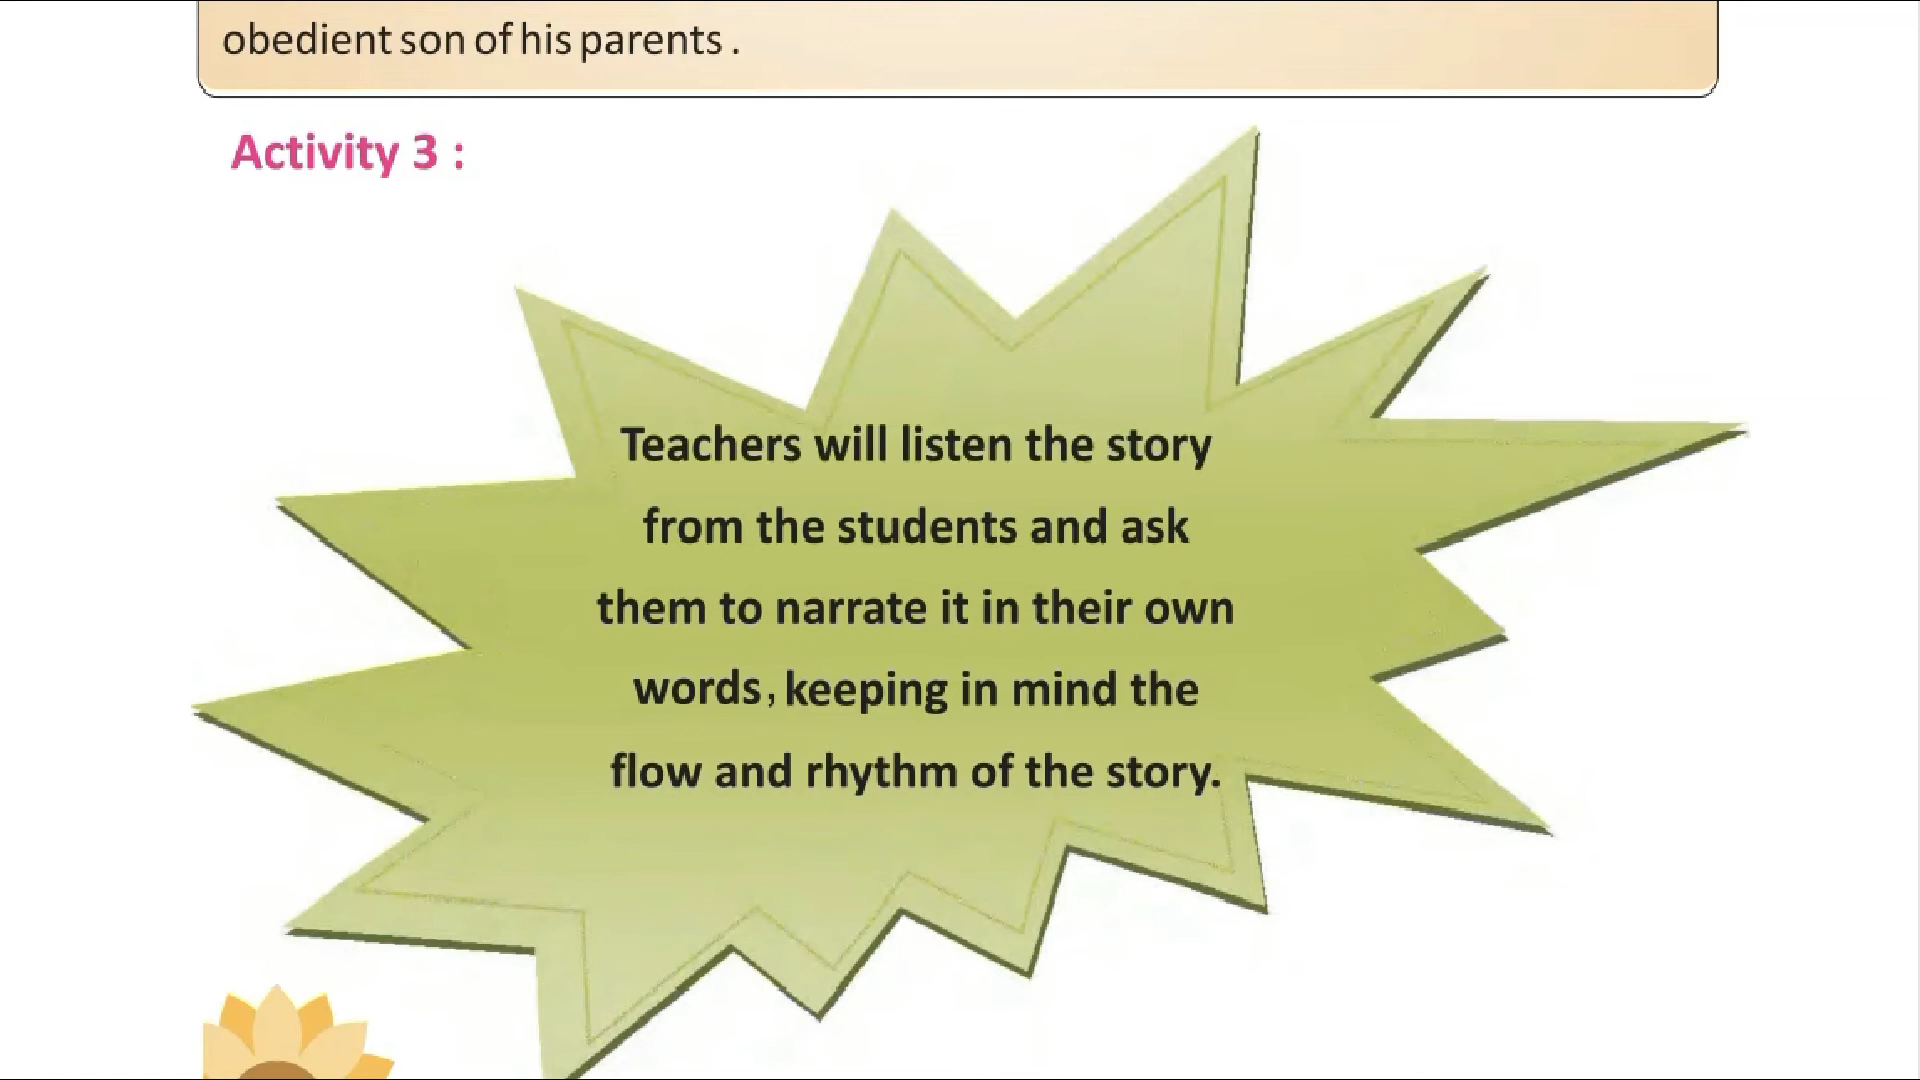 obedient son of his parents .
Activity 3 :
Teachers will listen the story
from the students and ask
them to narrate it in their own
words, keeping in mind the
flow and rhythm of the story.